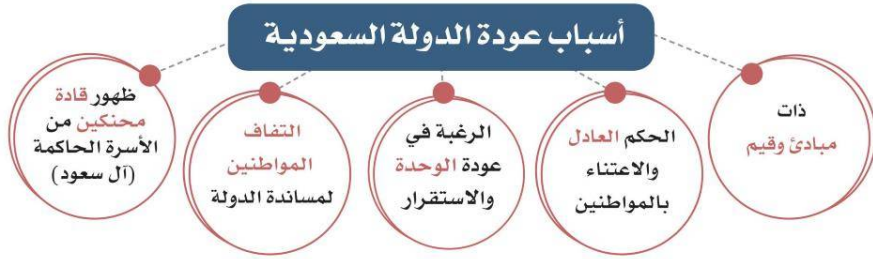 أسباب عودة الدولة السعودية
ذات
مبادئ وقيم
الحكم العادل
والاعتناء
بالمواطنين
الرغبة في
عودة الوحدة
والاستقرار
التفاف
المواطنين
لمساندة الدولة
ظهور قادة
محنكين من
الأسرة الحاكمة
(آل سعود)